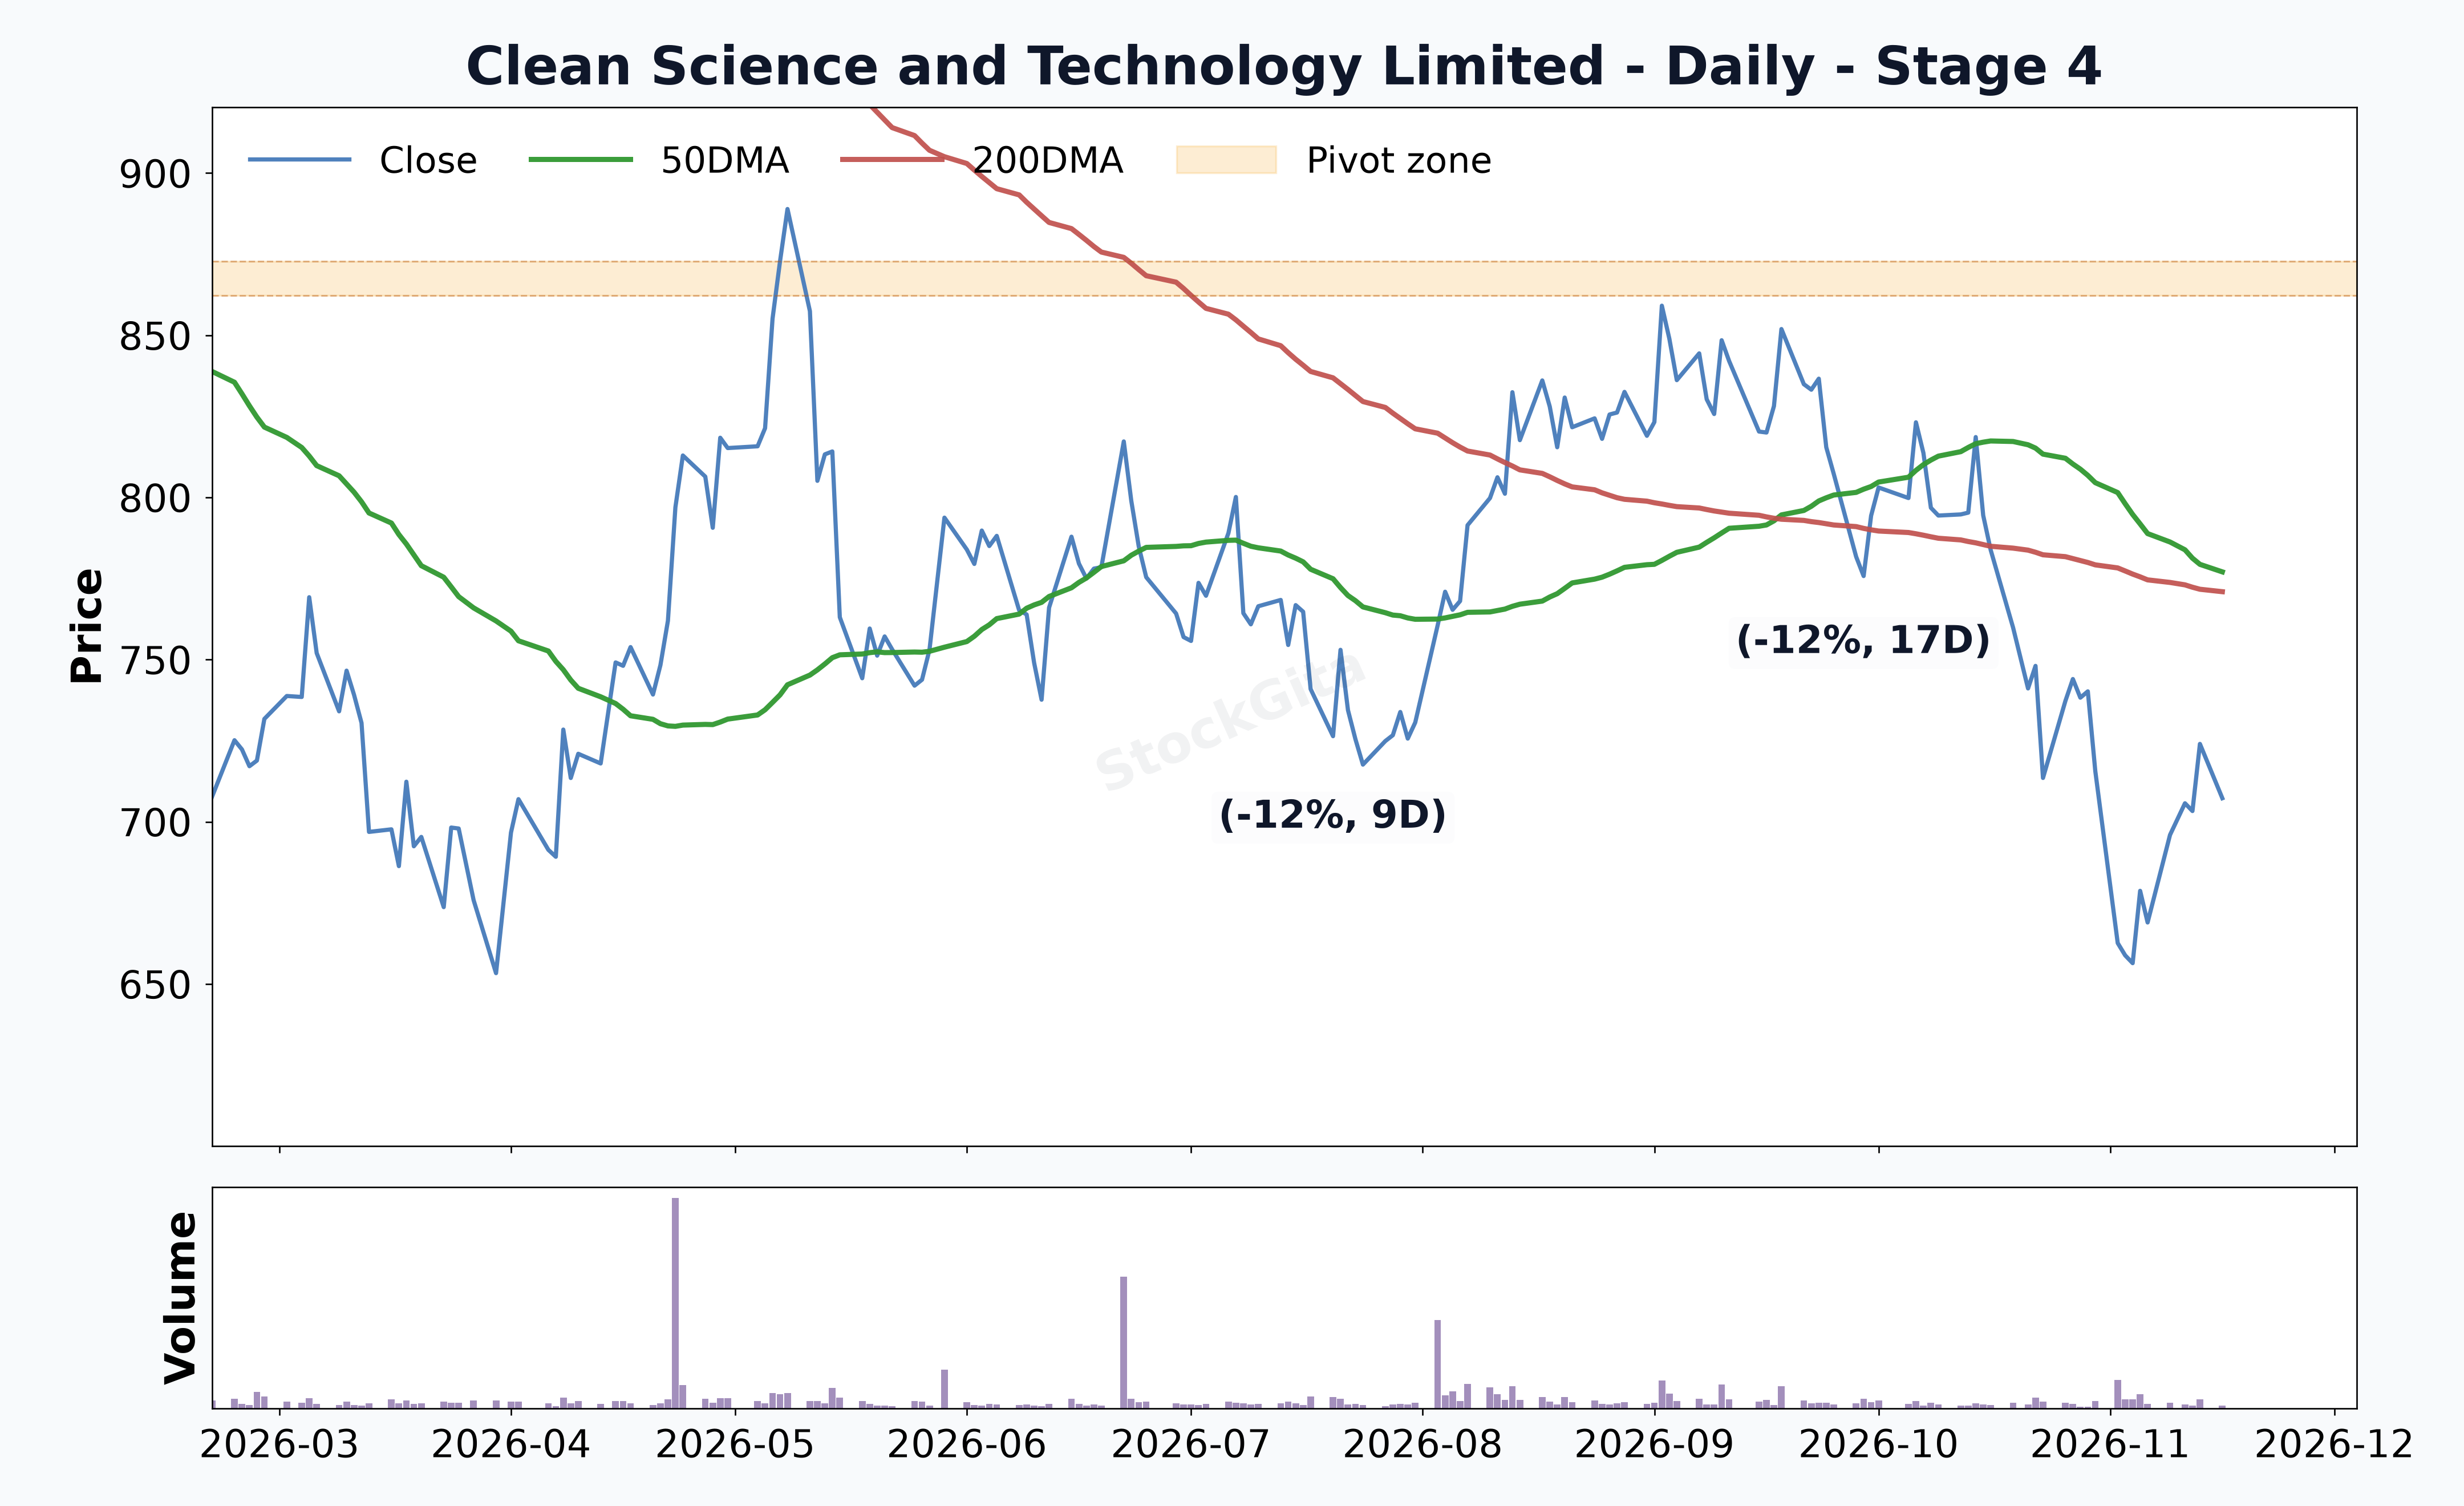 Clean Science and Technology Limited - Daily - Stage 4
Close 50DMA 200DMA Pivot zone
900
850
800
750
700
650
Price
(-12%, 17D)
(-12%, 9D)
StockGita
Volume
2026-03 2026-04 2026-05 2026-06 2026-07 2026-08 2026-09 2026-10 2026-11 2026-12